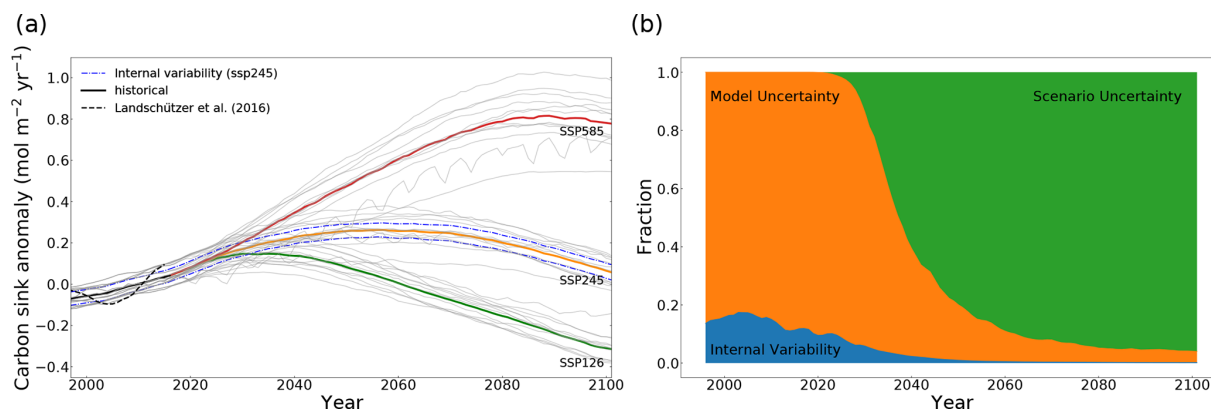 (a)
Carbon sink anomaly (mol m⁻² yr⁻¹)
1.0
0.8
0.6
0.4
0.2
0.0
−0.2
−0.4
Internal variability (ssp245)
historical
Landschützer et al. (2016)
SSP585
SSP245
SSP126
2000
2020
2040
2060
2080
2100
Year
(b)
Fraction
1.0
0.8
0.6
0.4
0.2
0.0
Model Uncertainty
Scenario Uncertainty
Internal Variability
2000
2020
2040
2060
2080
2100
Year